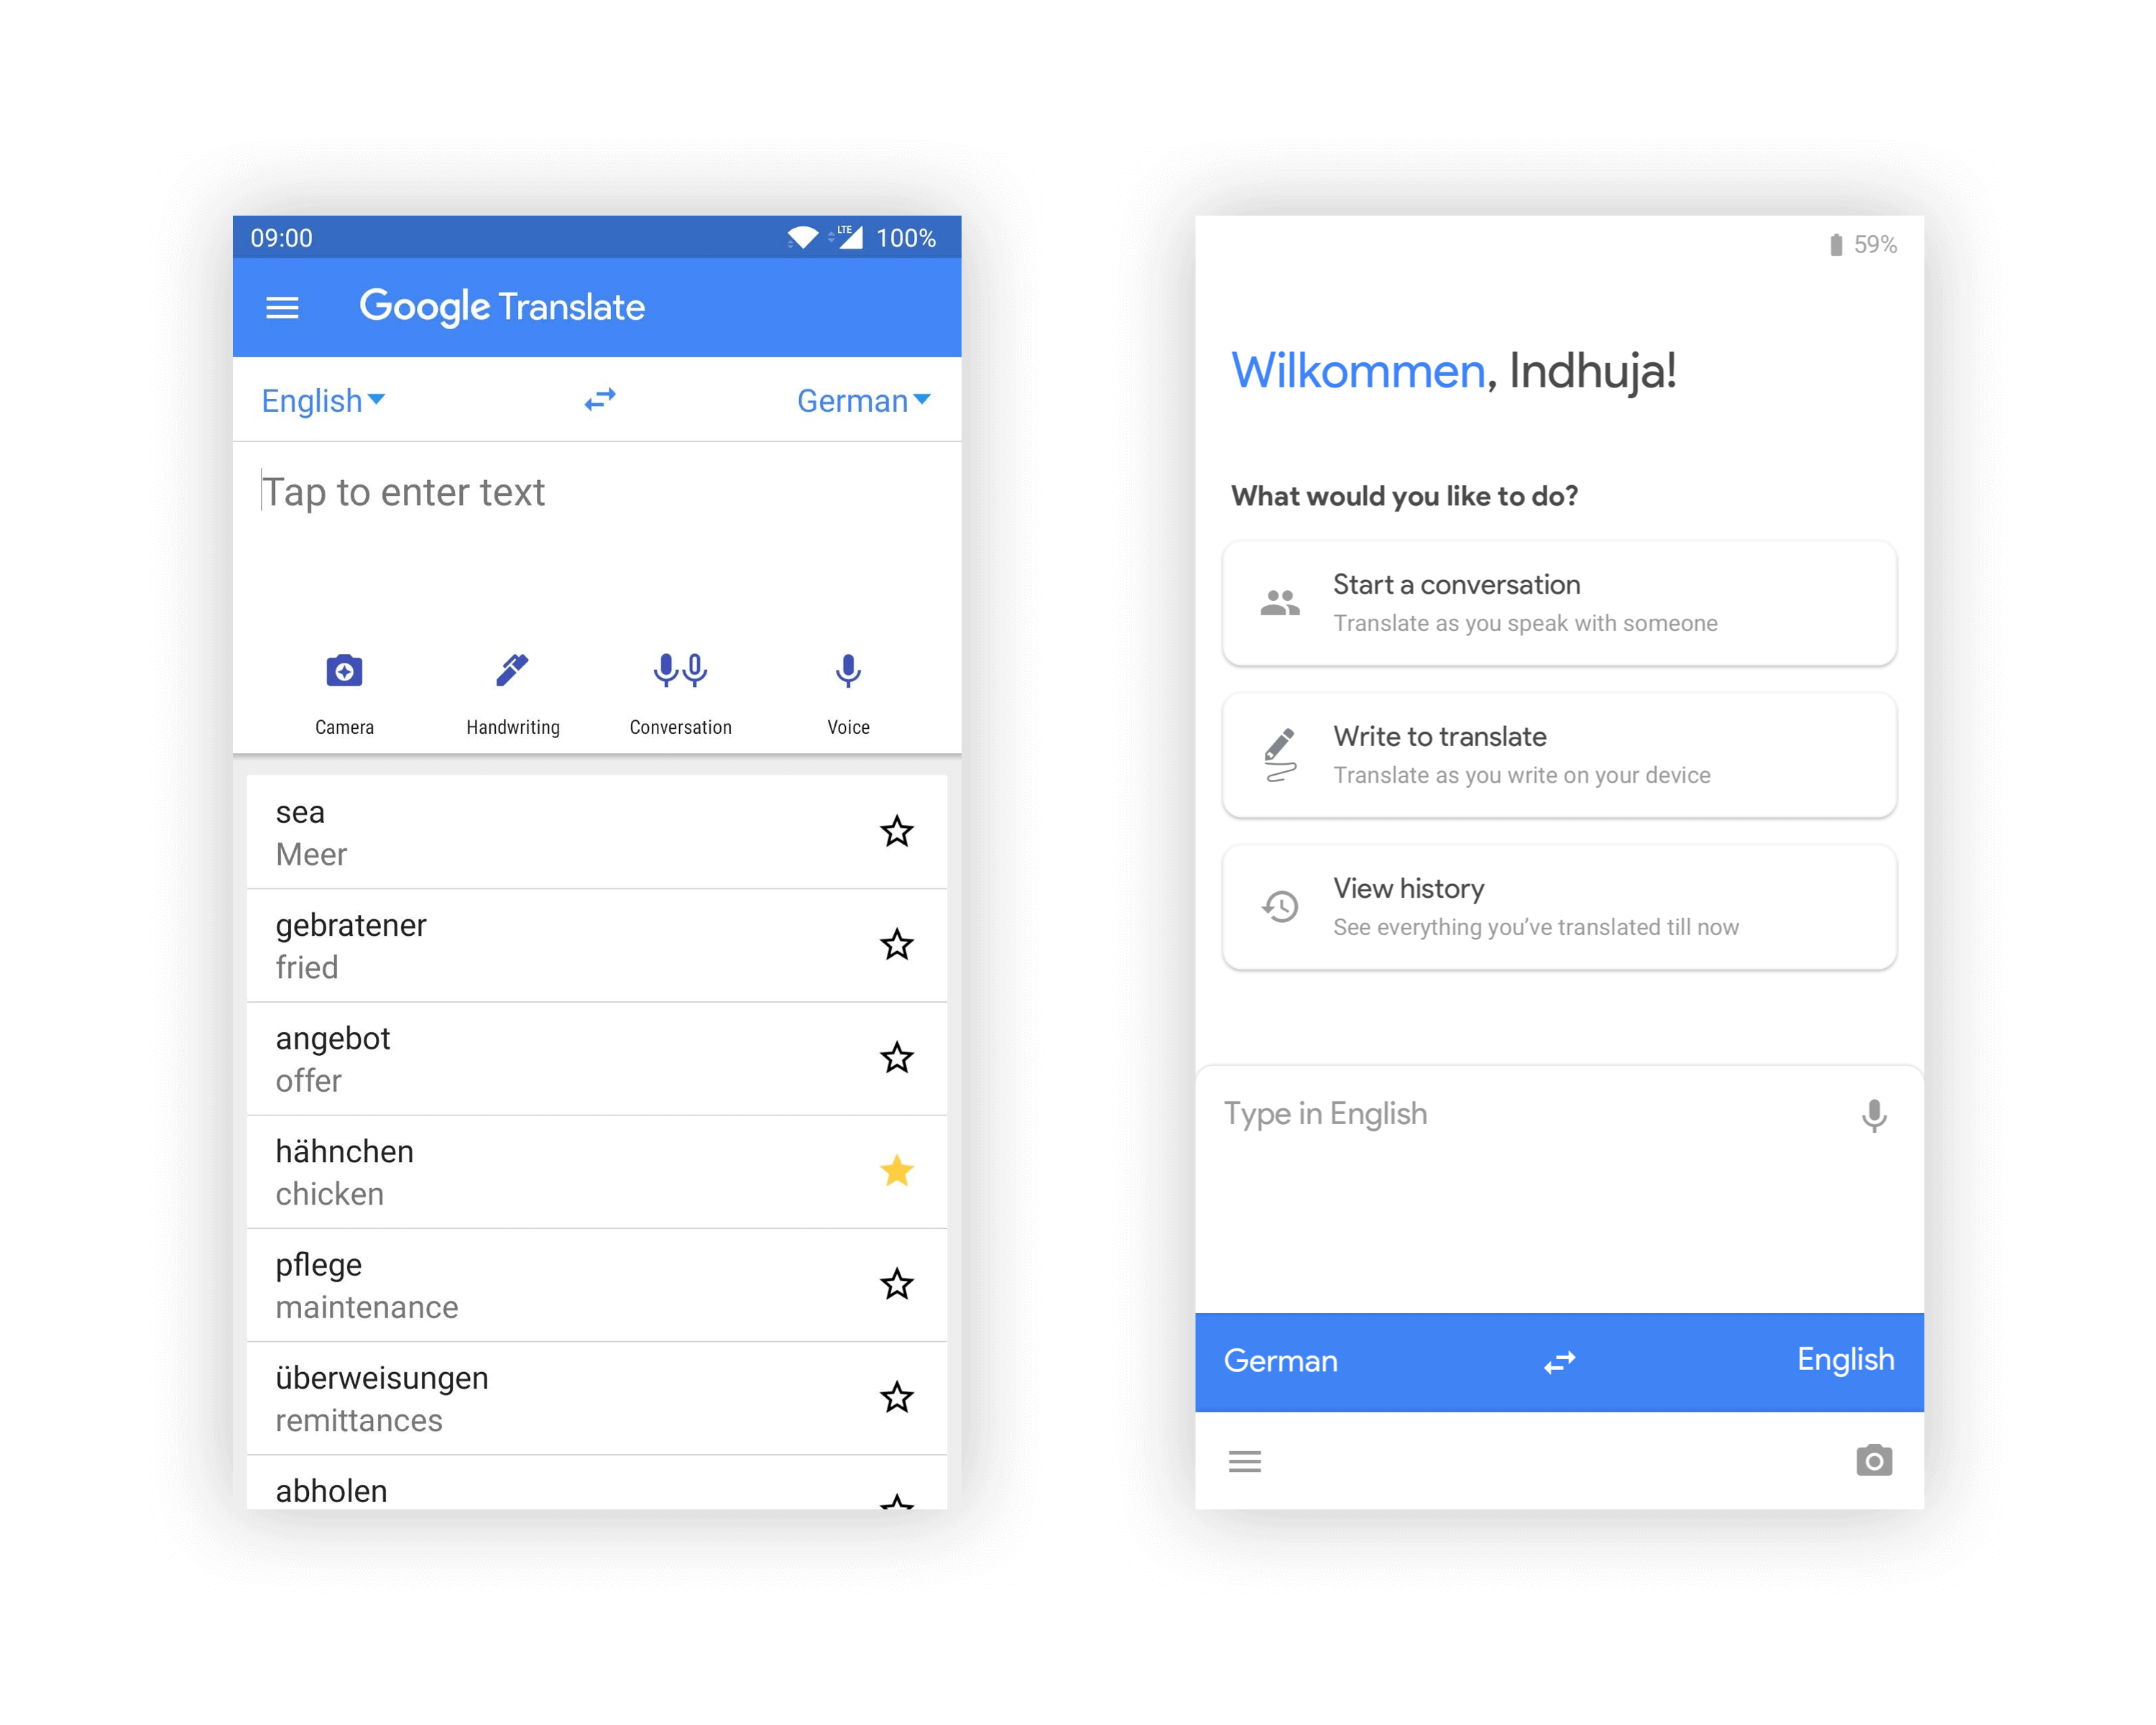 09:00
LTE
100%
Google Translate
English
German
Tap to enter text
Camera
Handwriting
Conversation
Voice
sea
Meer
gebratener
fried
angebot
offer
hähnchen
chicken
pflege
maintenance
überweisungen
remittances
abholen
59%
Wilkommen, Indhuja!
What would you like to do?
Start a conversation
Translate as you speak with someone
Write to translate
Translate as you write on your device
View history
See everything you’ve translated till now
Type in English
German
English